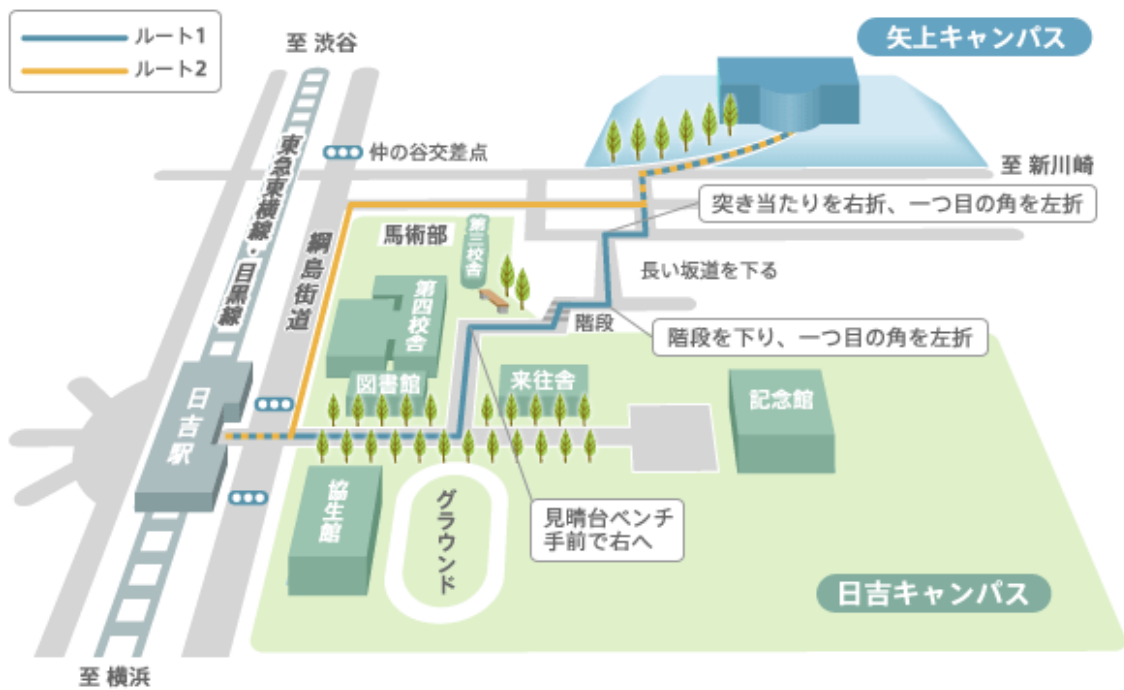 ルート1
ルート2
至 渋谷
矢上キャンパス
東急東横線・目黒線
仲の谷交差点
至 新川崎
突き当たりを右折、一つ目の角を左折
綱島街道
馬術部
第三校舎
長い坂道を下る
第四校舎
階段
階段を下り、一つ目の角を左折
図書館
来往舎
記念館
日吉駅
協生館
グラウンド
見晴台ベンチ
手前で右へ
日吉キャンパス
至 横浜